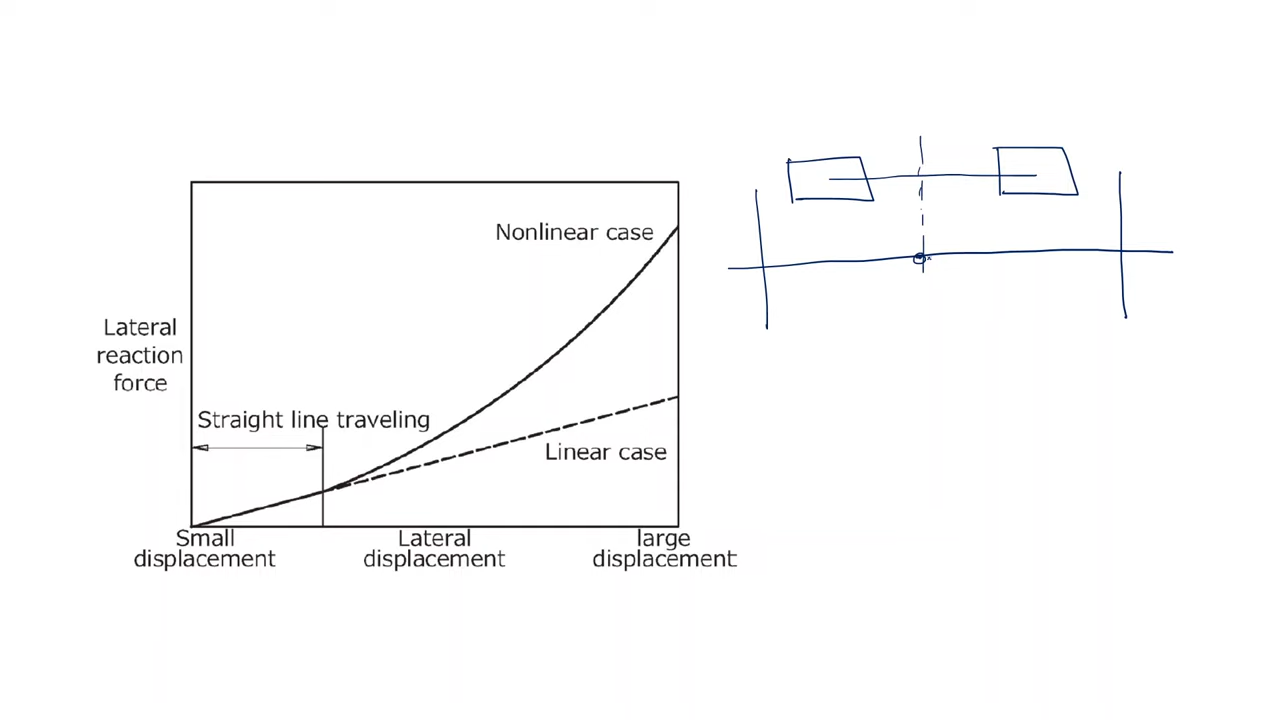 Nonlinear case
Lateral
reaction
force
Straight line traveling
Linear case
Small
displacement
Lateral
displacement
large
displacement